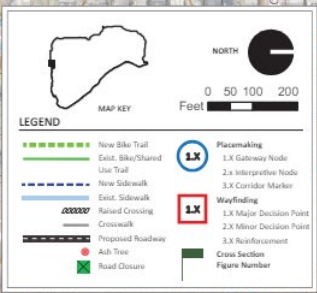 NORTH
MAP KEY
0 50 100 200
Feet
LEGEND
New Bike Trail
Exist. Bike/Shared
Use Trail
New Sidewalk
Exist. Sidewalk
Raised Crossing
Crosswalk
Proposed Roadway
Ash Tree
Road Closure
1.X
Placemaking
1.X Gateway Node
2.x Interpretive Node
3.X Corridor Marker
1.X
Wayfinding
1.X Major Decision Point
2.X Minor Decision Point
3.X Reinforcement
Cross Section
Figure Number